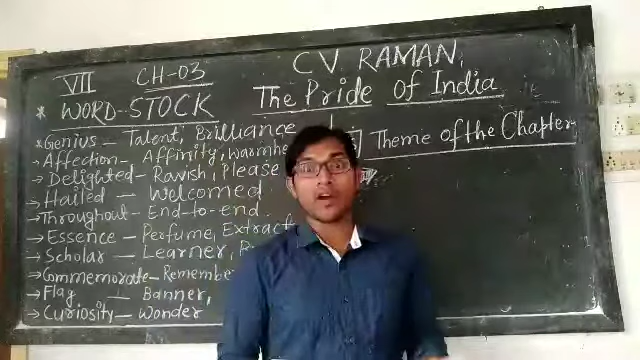 VII CH-03 C.V. RAMAN,
The Pride of India
* WORD-STOCK
Theme of the Chapter
*Genius - Talent, Brilliance
→ Affection - Affinity, warmhe
→ Delighted - Ravish, Please
→ Hailed - Welcomed
→ Throughout - End-to-end.
→ Essence - Perfume, Extract
→ Scholar - Learner,
→ Commemorate - Remember
→ Flag - Banner,
→ Curiosity - Wonder